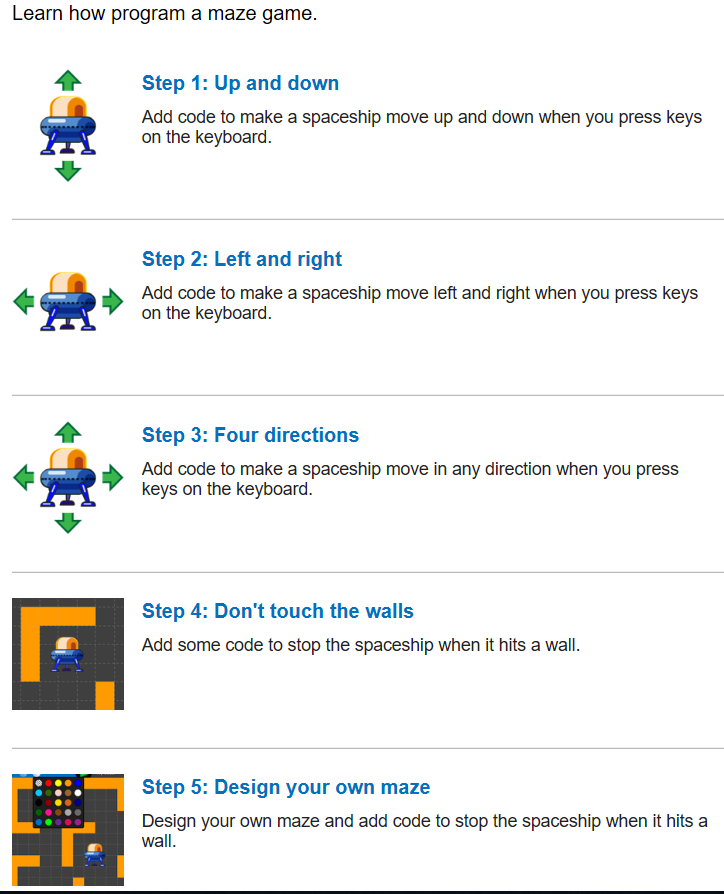 Learn how program a maze game.
Step 1: Up and down
Add code to make a spaceship move up and down when you press keys
on the keyboard.
Step 2: Left and right
Add code to make a spaceship move left and right when you press keys
on the keyboard.
Step 3: Four directions
Add code to make a spaceship move in any direction when you press
keys on the keyboard.
Step 4: Don't touch the walls
Add some code to stop the spaceship when it hits a wall.
Step 5: Design your own maze
Design your own maze and add code to stop the spaceship when it hits a
wall.